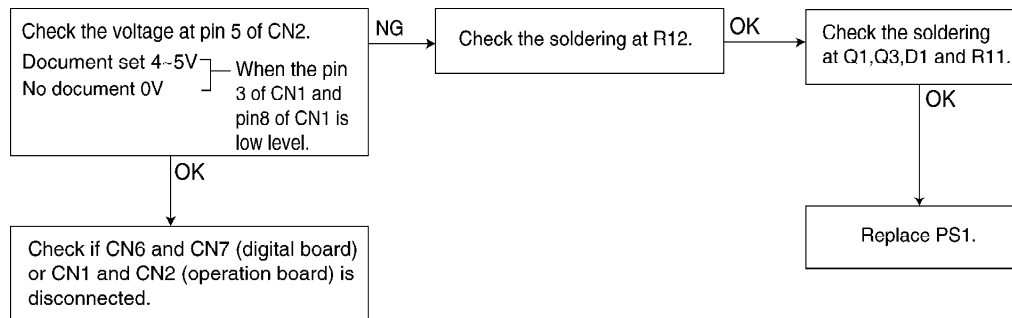 Check the voltage at pin 5 of CN2.
Document set 4~5V
No document 0V
When the pin
3 of CN1 and
pin8 of CN1 is
low level.
NG
Check the soldering at R12.
OK
Check the soldering
at Q1,Q3,D1 and R11.
OK
OK
Check if CN6 and CN7 (digital board)
or CN1 and CN2 (operation board) is
disconnected.
Replace PS1.